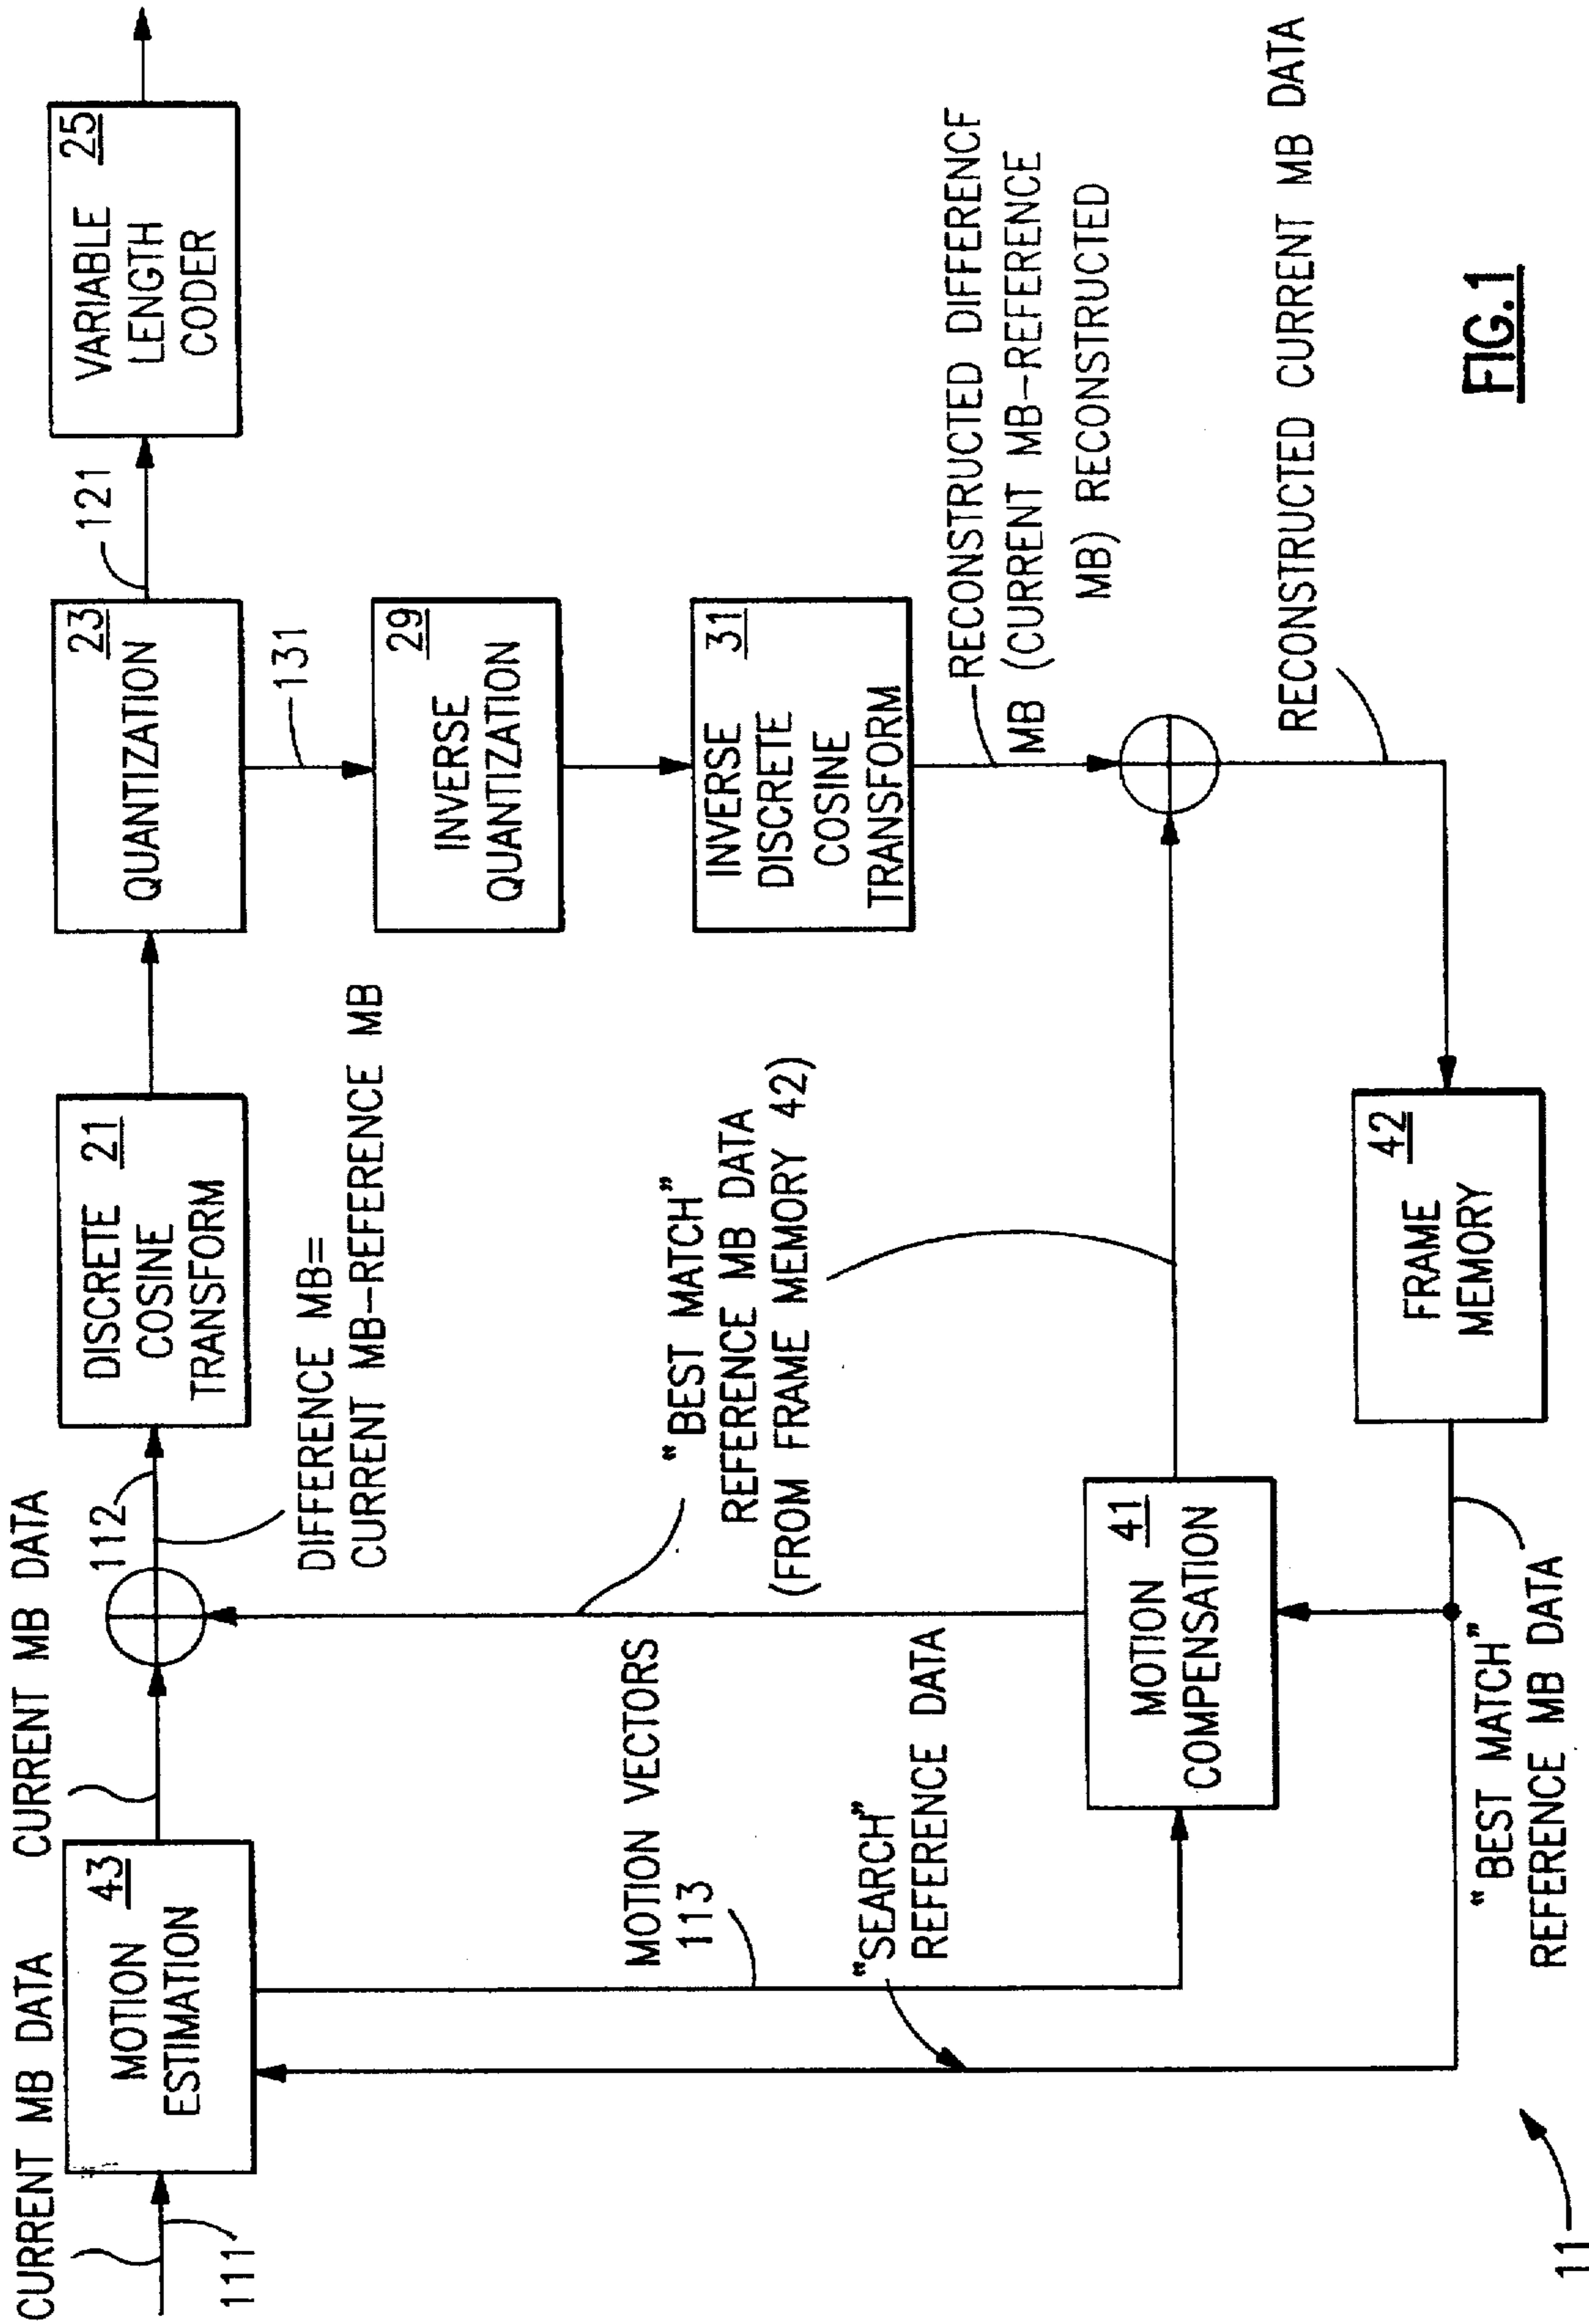 CURRENT MB DATA
CURRENT MB DATA
111
43
MOTION
ESTIMATION
112
DIFFERENCE MB=
CURRENT MB-REFERENCE MB
DISCRETE 21
COSINE
TRANSFORM
23
QUANTIZATION
121
VARIABLE 25
LENGTH
CODER
131
29
INVERSE
QUANTIZATION
INVERSE 31
DISCRETE
COSINE
TRANSFORM
MOTION VECTORS
113
"SEARCH"
REFERENCE DATA
"BEST MATCH"
REFERENCE MB DATA
(FROM FRAME MEMORY 42)
RECONSTRUCTED DIFFERENCE
MB (CURRENT MB-REFERENCE
MB) RECONSTRUCTED
MOTION 41
COMPENSATION
RECONSTRUCTED CURRENT MB DATA
42
FRAME
MEMORY
"BEST MATCH"
REFERENCE MB DATA
11
FIG.1